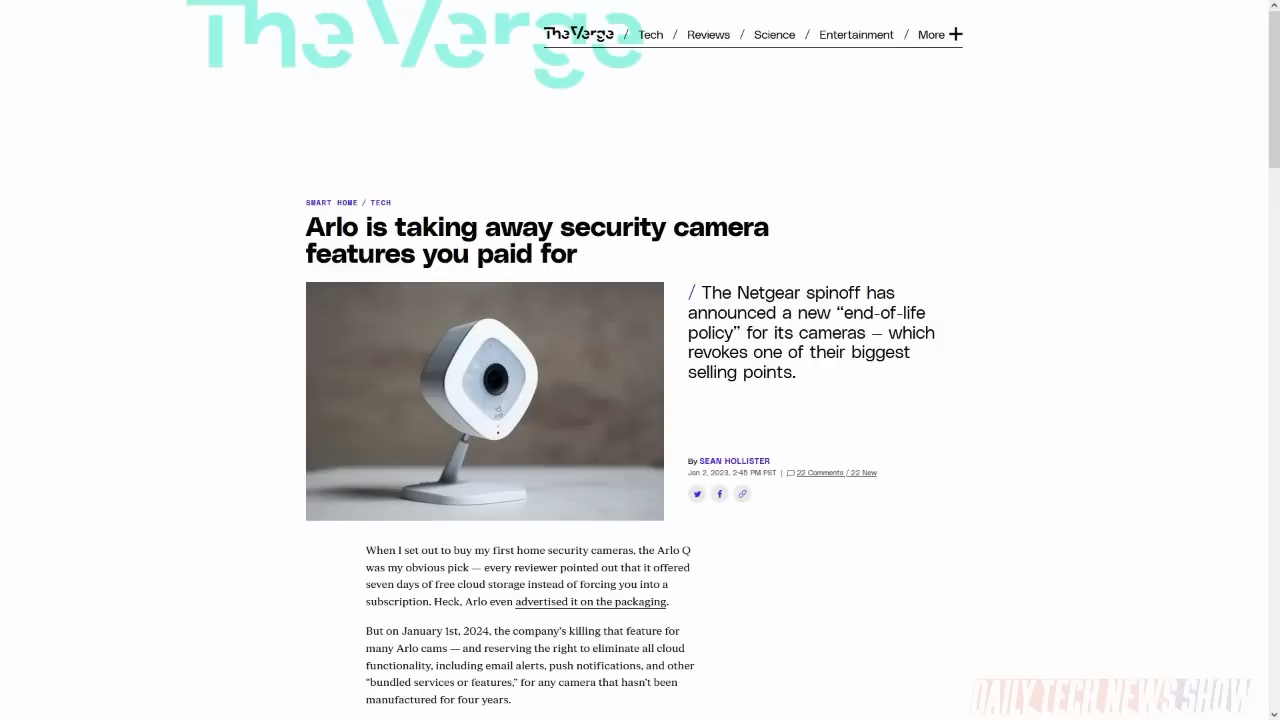 The Verge
The Verge / Tech / Reviews / Science / Entertainment / More +
SMART HOME / TECH
Arlo is taking away security camera
features you paid for
/ The Netgear spinoff has
announced a new “end-of-life
policy” for its cameras — which
revokes one of their biggest
selling points.
By SEAN HOLLISTER
Jan 2, 2023, 2:45 PM PST | 22 Comments / 22 New
When I set out to buy my first home security cameras, the Arlo Q
was my obvious pick — every reviewer pointed out that it offered
seven days of free cloud storage instead of forcing you into a
subscription. Heck, Arlo even advertised it on the packaging.
But on January 1st, 2024, the company’s killing that feature for
many Arlo cams — and reserving the right to eliminate all cloud
functionality, including email alerts, push notifications, and other
“bundled services or features,” for any camera that hasn’t been
manufactured for four years.
DAILY TECH NEWS SHOW